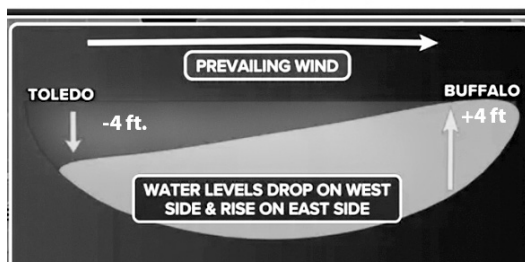 PREVAILING WIND
TOLEDO
BUFFALO
-4 ft.
+4 ft
WATER LEVELS DROP ON WEST
SIDE & RISE ON EAST SIDE